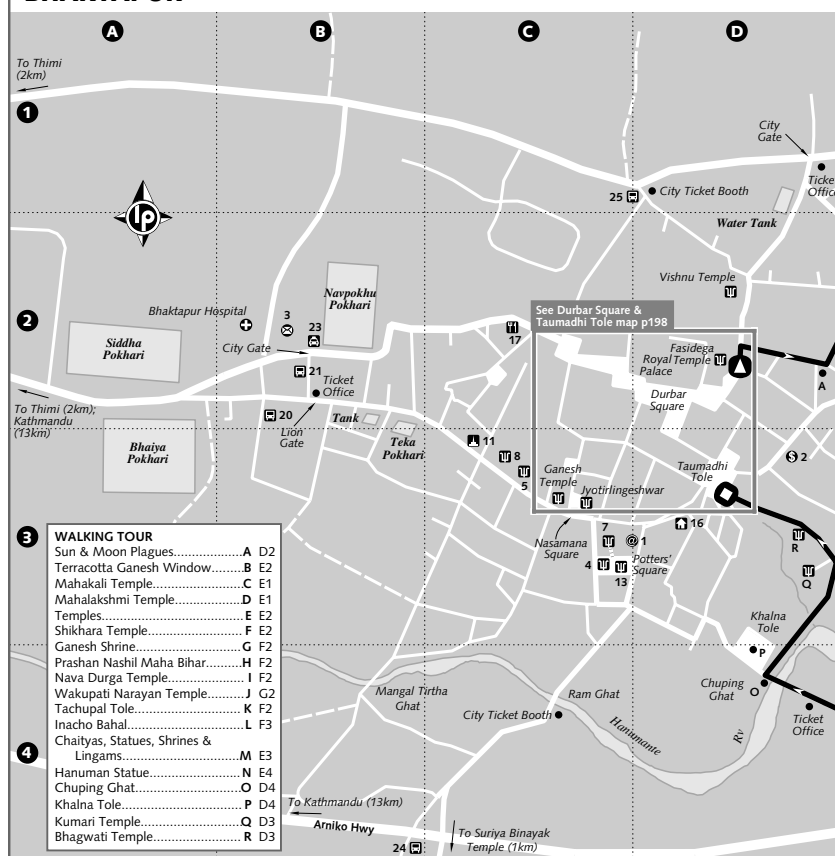 A
B
C
D
To Thimi
(2km)
1
City
Gate
Ticke
Offic
25
City Ticket Booth
Water Tank
lp
Vishnu Temple
Bhaktapur Hospital
3
23
Navpokhu
Pokhari
2
See Durbar Square &
Taumadhi Tole map p198
17
Siddha
Pokhari
City Gate
Fasidega
Temple
Royal
Palace
21
Ticket
Office
A
To Thimi (2km);
Kathmandu
(13km)
20
Lion
Gate
Tank
Teka
Pokhari
Durbar
Square
Bhaiya
Pokhari
11
8
5
Ganesh
Temple
Jyotirlingeshwar
Taumadhi
Tole
2
3
16
Nasamana
Square
7
1
4
13
Potters'
Square
R
Q
Khalna
Tole
P
Chuping
Ghat
O
Ticket
Office
Mangal Tirtha
Ghat
Ram Ghat
City Ticket Booth
Hanumante
Rv
4
To Kathmandu (13km)
Arniko Hwy
24
To Suriya Binayak
Temple (1km)
WALKING TOUR
Sun & Moon Plagues....................A D2
Terracotta Ganesh Window........B E2
Mahakali Temple..........................C E1
Mahalakshmi Temple...................D E1
Temples........................................E E2
Shikhara Temple...........................F E2
Ganesh Shrine..............................G F2
Prashan Nashil Maha Bihar..........H F2
Nava Durga Temple......................I F2
Wakupati Narayan Temple...........J G2
Tachupal Tole...............................K F2
Inacho Bahal.................................L F3
Chaityas, Statues, Shrines &
Lingams...................................M E3
Hanuman Statue..........................N E4
Chuping Ghat..............................O D4
Khalna Tole..................................P D4
Kumari Temple............................Q D3
Bhagwati Temple.........................R D3